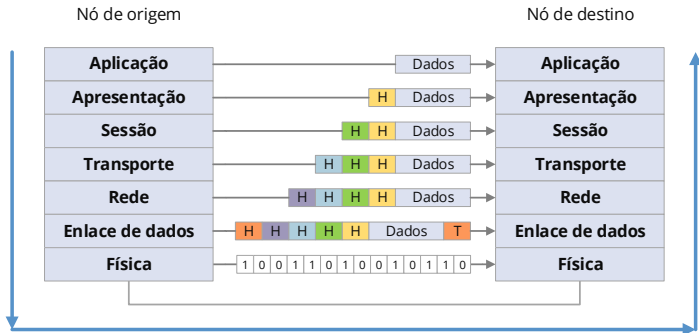 Nó de origem Nó de destino
Aplicação Dados Aplicação
Apresentação H Dados Apresentação
Sessão H H Dados Sessão
Transporte H H H Dados Transporte
Rede H H H H Dados Rede
Enlace de dados H H H H H Dados T Enlace de dados
Física 1 0 0 1 1 0 1 0 0 1 0 1 1 0 Física